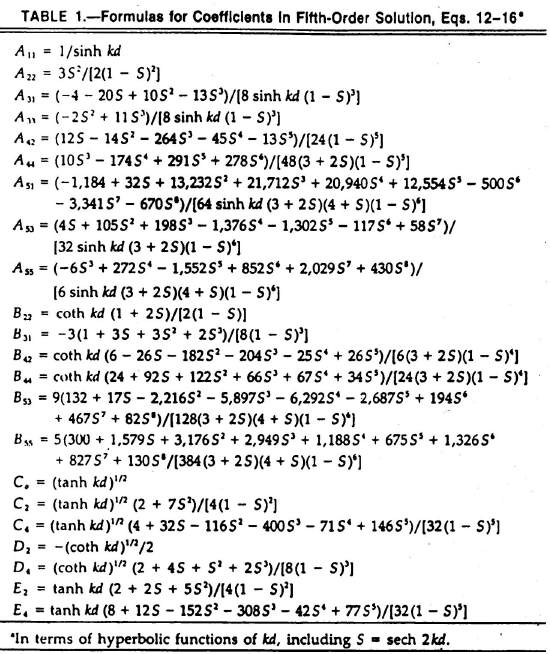 TABLE 1.—Formulas for Coefficients in Fifth-Order Solution, Eqs. 12–16ᵃ
A₁₁ = 1/sinh kd
A₂₂ = 3S²/[2(1 − S)²]
A₃₁ = (−4 − 20S + 10S² − 13S³)/[8 sinh kd (1 − S)³]
A₃₃ = (−2S² + 11S³)/[8 sinh kd (1 − S)³]
A₄₂ = (12S − 14S² − 264S³ − 45S⁴ − 13S⁵)/[24(1 − S)⁵]
A₄₄ = (10S³ − 174S⁴ + 291S⁵ + 278S⁶)/[48(3 + 2S)(1 − S)⁵]
A₅₁ = (−1,184 + 32S + 13,232S² + 21,712S³ + 20,940S⁴ + 12,554S⁵ − 500S⁶
− 3,341S⁷ − 670S⁸)/[64 sinh kd (3 + 2S)(4 + S)(1 − S)⁶]
A₅₃ = (4S + 105S² + 198S³ − 1,376S⁴ − 1,302S⁵ − 117S⁶ + 58S⁷)/
[32 sinh kd (3 + 2S)(1 − S)⁶]
A₅₅ = (−6S³ + 272S⁴ − 1,552S⁵ + 852S⁶ + 2,029S⁷ + 430S⁸)/
[6 sinh kd (3 + 2S)(4 + S)(1 − S)⁶]
B₂₂ = coth kd (1 + 2S)/[2(1 − S)]
B₃₁ = −3(1 + 3S + 3S² + 2S³)/[8(1 − S)³]
B₄₂ = coth kd (6 − 26S − 182S² − 204S³ − 25S⁴ + 26S⁵)/[6(3 + 2S)(1 − S)⁴]
B₄₄ = coth kd (24 + 92S + 122S² + 66S³ + 67S⁴ + 34S⁵)/[24(3 + 2S)(1 − S)⁴]
B₅₃ = 9(132 + 17S − 2,216S² − 5,897S³ − 6,292S⁴ − 2,687S⁵ + 194S⁶
+ 467S⁷ + 82S⁸)/[128(3 + 2S)(4 + S)(1 − S)⁶]
B₅₅ = 5(300 + 1,579S + 3,176S² + 2,949S³ + 1,188S⁴ + 675S⁵ + 1,326S⁶
+ 827S⁷ + 130S⁸/[384(3 + 2S)(4 + S)(1 − S)⁶]
C₀ = (tanh kd)¹ᐟ²
C₂ = (tanh kd)¹ᐟ² (2 + 7S²)/[4(1 − S)²]
C₄ = (tanh kd)¹ᐟ² (4 + 32S − 116S² − 400S³ − 71S⁴ + 146S⁵)/[32(1 − S)⁵]
D₂ = −(coth kd)¹ᐟ²/2
D₄ = (coth kd)¹ᐟ² (2 + 4S + S² + 2S³)/[8(1 − S)³]
E₂ = tanh kd (2 + 2S + 5S²)/[4(1 − S)²]
E₄ = tanh kd (8 + 12S − 152S² − 308S³ − 42S⁴ + 77S⁵)/[32(1 − S)⁵]
ᵃIn terms of hyperbolic functions of kd, including S = sech 2kd.